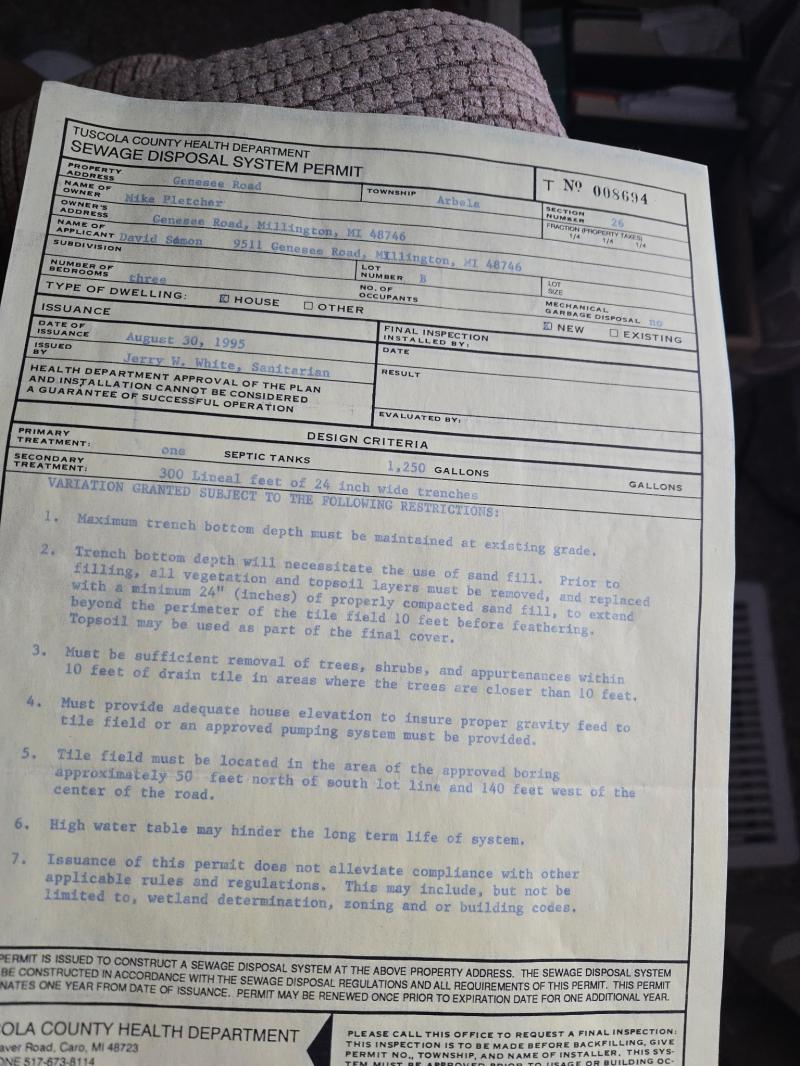 TUSCOLA COUNTY HEALTH DEPARTMENT
SEWAGE DISPOSAL SYSTEM PERMIT
T Nº 008694
PROPERTY ADDRESS Genesee Road
TOWNSHIP Arbela
SECTION NUMBER 26
NAME OF OWNER Mike Pletcher
FRACTION (PROPERTY TAXES)
1/4 1/4 1/4
OWNER'S ADDRESS Genesee Road, Millington, MI 48746
NAME OF APPLICANT David Samon 9511 Genesee Road, Millington, MI 48746
SUBDIVISION
LOT NUMBER B
LOT SIZE
NUMBER OF BEDROOMS three
NO. OF OCCUPANTS
MECHANICAL GARBAGE DISPOSAL no
TYPE OF DWELLING: ☒ HOUSE ☐ OTHER
☒ NEW ☐ EXISTING
ISSUANCE
FINAL INSPECTION
INSTALLED BY:
DATE OF ISSUANCE August 30, 1995
DATE
ISSUED BY Jerry W. White, Sanitarian
RESULT
HEALTH DEPARTMENT APPROVAL OF THE PLAN
AND INSTALLATION CANNOT BE CONSIDERED
A GUARANTEE OF SUCCESSFUL OPERATION
EVALUATED BY:
DESIGN CRITERIA
PRIMARY TREATMENT: one SEPTIC TANKS 1,250 GALLONS
GALLONS
SECONDARY TREATMENT: 300 Lineal feet of 24 inch wide trenches
VARIATION GRANTED SUBJECT TO THE FOLLOWING RESTRICTIONS:
1. Maximum trench bottom depth must be maintained at existing grade.
2. Trench bottom depth will necessitate the use of sand fill. Prior to
filling, all vegetation and topsoil layers must be removed, and replaced
with a minimum 24" (inches) of properly compacted sand fill, to extend
beyond the perimeter of the tile field 10 feet before feathering.
Topsoil may be used as part of the final cover.
3. Must be sufficient removal of trees, shrubs, and appurtenances within
10 feet of drain tile in areas where the trees are closer than 10 feet.
4. Must provide adequate house elevation to insure proper gravity feed to
tile field or an approved pumping system must be provided.
5. Tile field must be located in the area of the approved boring
approximately 50 feet north of south lot line and 140 feet west of the
center of the road.
6. High water table may hinder the long term life of system.
7. Issuance of this permit does not alleviate compliance with other
applicable rules and regulations. This may include, but not be
limited to, wetland determination, zoning and or building codes.
PERMIT IS ISSUED TO CONSTRUCT A SEWAGE DISPOSAL SYSTEM AT THE ABOVE PROPERTY ADDRESS. THE SEWAGE DISPOSAL SYSTEM
BE CONSTRUCTED IN ACCORDANCE WITH THE SEWAGE DISPOSAL REGULATIONS AND ALL REQUIREMENTS OF THIS PERMIT. THIS PERMIT
NATES ONE YEAR FROM DATE OF ISSUANCE. PERMIT MAY BE RENEWED ONCE PRIOR TO EXPIRATION DATE FOR ONE ADDITIONAL YEAR.
COLA COUNTY HEALTH DEPARTMENT
aver Road, Caro, MI 48723
ONE 517-673-8114
PLEASE CALL THIS OFFICE TO REQUEST A FINAL INSPECTION:
THIS INSPECTION IS TO BE MADE BEFORE BACKFILLING, GIVE
PERMIT NO., TOWNSHIP, AND NAME OF INSTALLER. THIS SYS-
TEM MUST BE APPROVED PRIOR TO USAGE OR BUILDING OC-